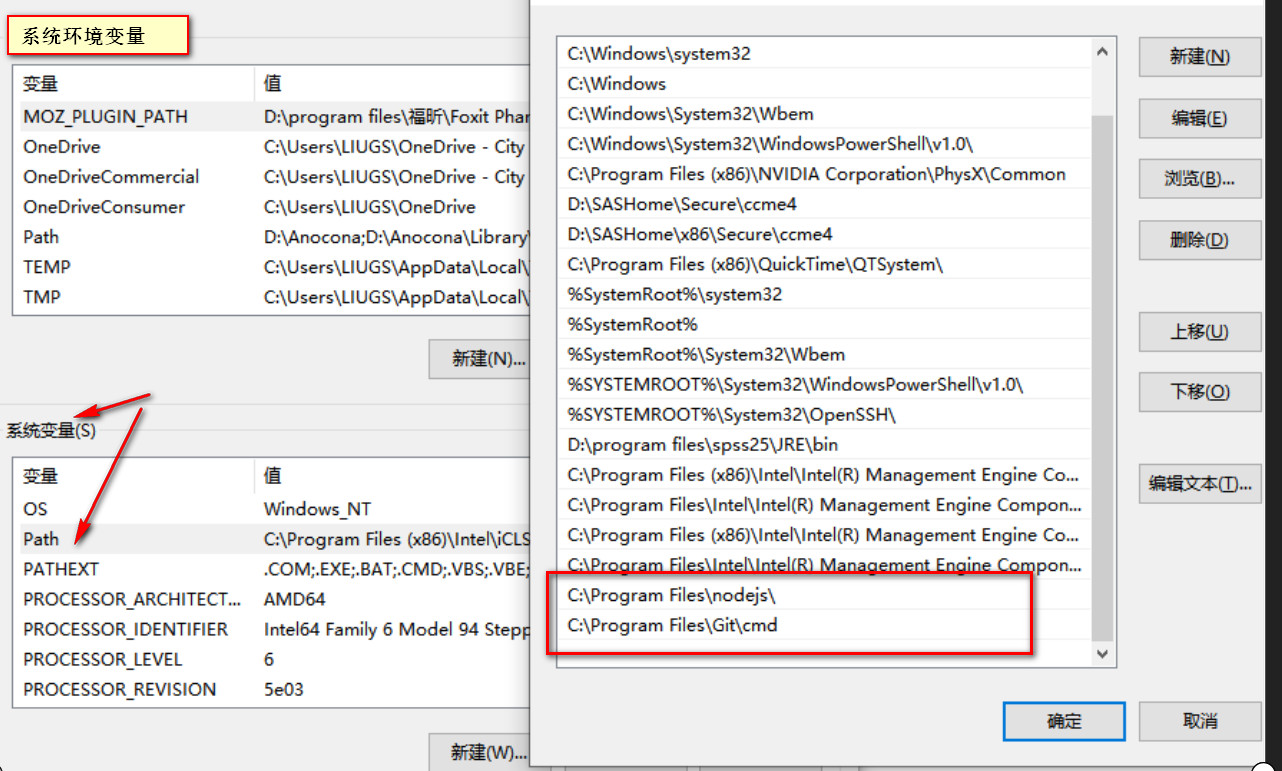 系统环境变量
变量 值
MOZ_PLUGIN_PATH D:\program files\福昕\Foxit Phar
OneDrive C:\Users\LIUGS\OneDrive - City
OneDriveCommercial C:\Users\LIUGS\OneDrive - City
OneDriveConsumer C:\Users\LIUGS\OneDrive
Path D:\Anocona;D:\Anocona\Library\
TEMP C:\Users\LIUGS\AppData\Local\
TMP C:\Users\LIUGS\AppData\Local\
新建(N)...
系统变量(S)
变量 值
OS Windows_NT
Path C:\Program Files (x86)\Intel\iCLS
PATHEXT .COM;.EXE;.BAT;.CMD;.VBS;.VBE;
PROCESSOR_ARCHITECT... AMD64
PROCESSOR_IDENTIFIER Intel64 Family 6 Model 94 Stepp
PROCESSOR_LEVEL 6
PROCESSOR_REVISION 5e03
新建(W)...
C:\Windows\system32
C:\Windows
C:\Windows\System32\Wbem
C:\Windows\System32\WindowsPowerShell\v1.0\
C:\Program Files (x86)\NVIDIA Corporation\PhysX\Common
D:\SASHome\Secure\ccme4
D:\SASHome\x86\Secure\ccme4
C:\Program Files (x86)\QuickTime\QTSystem\
%SystemRoot%\system32
%SystemRoot%
%SystemRoot%\System32\Wbem
%SYSTEMROOT%\System32\WindowsPowerShell\v1.0\
%SYSTEMROOT%\System32\OpenSSH\
D:\program files\spss25\JRE\bin
C:\Program Files (x86)\Intel\Intel(R) Management Engine Co...
C:\Program Files\Intel\Intel(R) Management Engine Compon...
C:\Program Files (x86)\Intel\Intel(R) Management Engine Co...
C:\Program Files\Intel\Intel(R) Management Engine Compon...
C:\Program Files\nodejs\
C:\Program Files\Git\cmd
新建(N)
编辑(E)
浏览(B)...
删除(D)
上移(U)
下移(O)
编辑文本(T)...
确定
取消